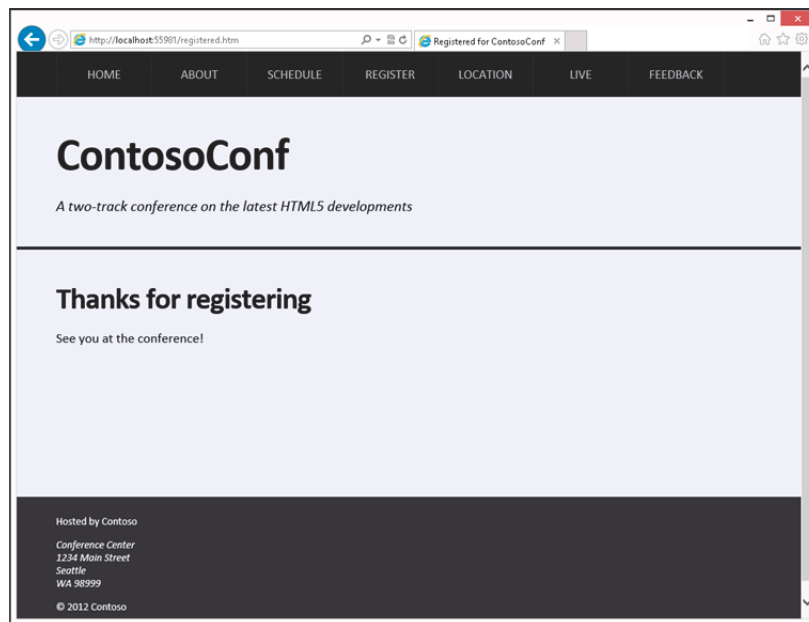 http://localhost:55981/registered.htm
Registered for ContosoConf
HOME ABOUT SCHEDULE REGISTER LOCATION LIVE FEEDBACK
ContosoConf
A two-track conference on the latest HTML5 developments
Thanks for registering
See you at the conference!
Hosted by Contoso
Conference Center
1234 Main Street
Seattle
WA 98999
© 2012 Contoso